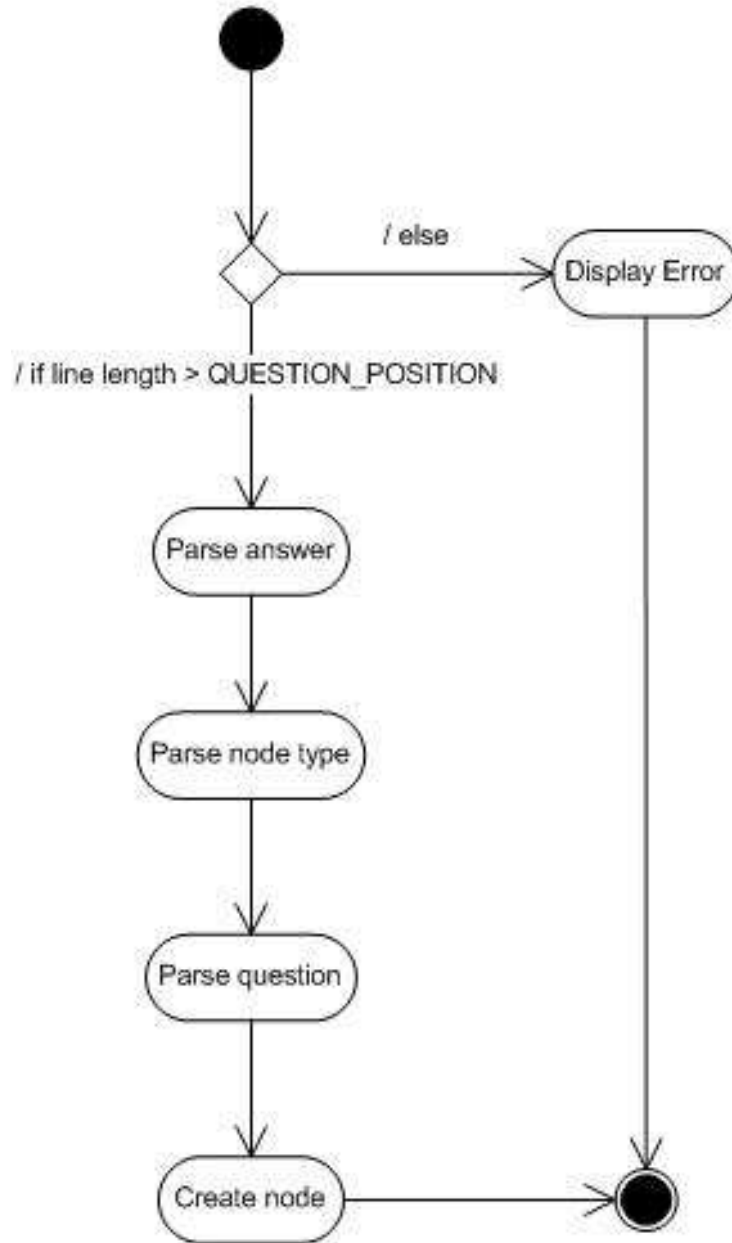 / else
Display Error
/ if line length > QUESTION_POSITION
Parse answer
Parse node type
Parse question
Create node